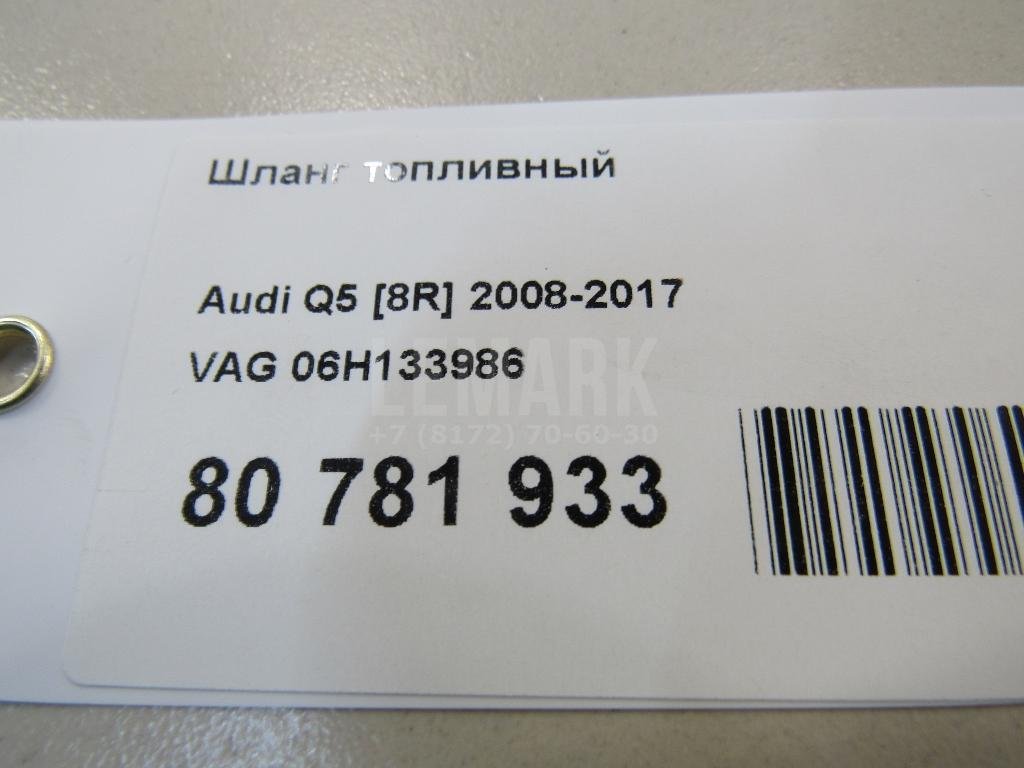 Шланг топливный
Audi Q5 [8R] 2008-2017
VAG 06H133986
LEMARK
+7 (8172) 70-60-30
80 781 933